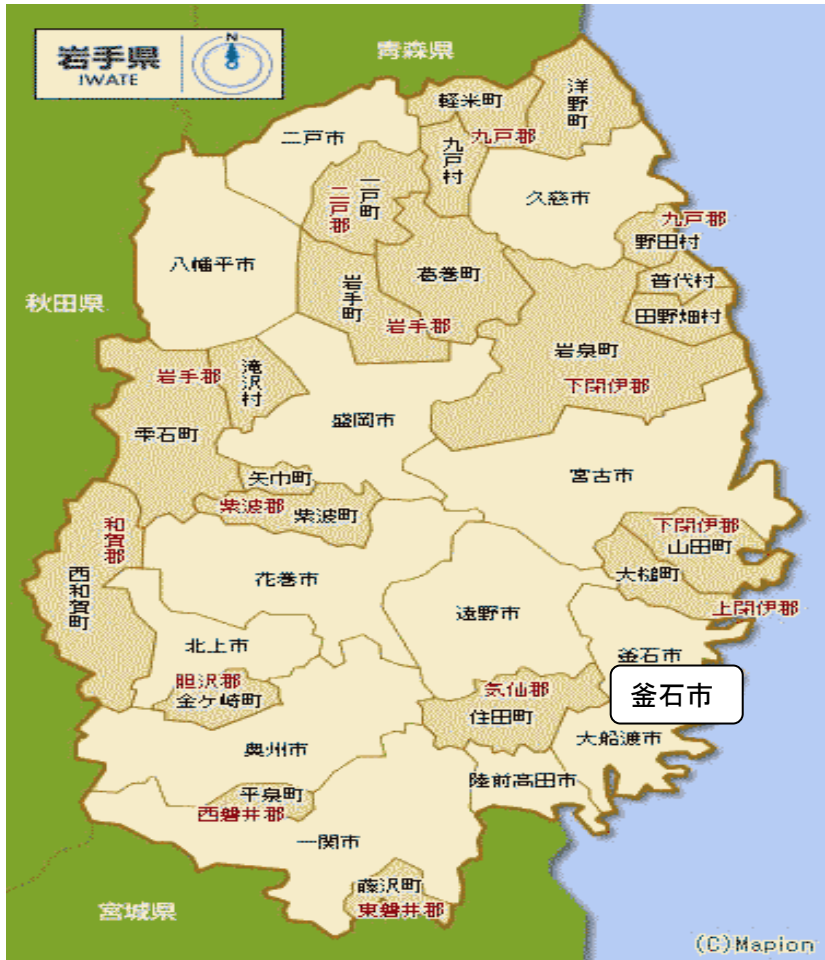 岩手県
IWATE
N
青森県
洋野町
軽米町
九戸郡
九戸村
二戸市
一戸町
二戸郡
久慈市
九戸郡
野田村
普代村
田野畑村
八幡平市
葛巻町
岩手町
岩手郡
秋田県
岩泉町
下閉伊郡
岩手郡
滝沢村
雫石町
盛岡市
矢巾町
紫波郡
紫波町
宮古市
下閉伊郡
山田町
大槌町
上閉伊郡
和賀郡
西和賀町
花巻市
遠野市
北上市
釜石市
釜石市
胆沢郡
金ケ崎町
気仙郡
住田町
大船渡市
奥州市
陸前高田市
平泉町
西磐井郡
一関市
藤沢町
東磐井郡
宮城県
(C)Mapion